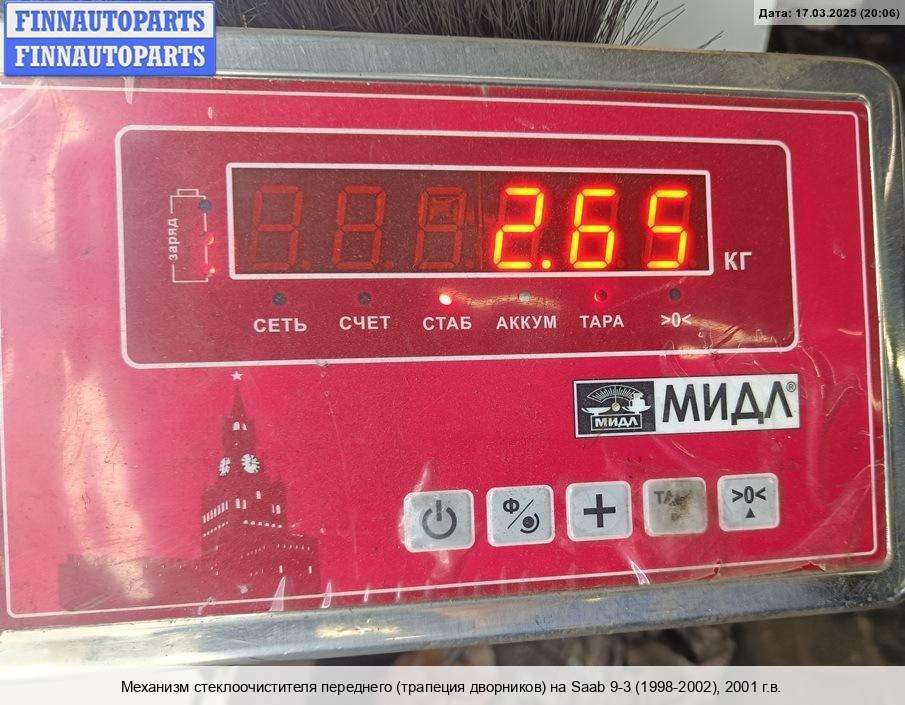 FINNAUTOPARTS
FINNAUTOPARTS
Дата: 17.03.2025 (20:06)
заряд
2.65
КГ
СЕТЬ СЧЕТ СТАБ АККУМ ТАРА >0<
МИДЛ МИДЛ®
Ф >0<
Механизм стеклоочистителя переднего (трапеция дворников) на Saab 9-3 (1998-2002), 2001 г.в.